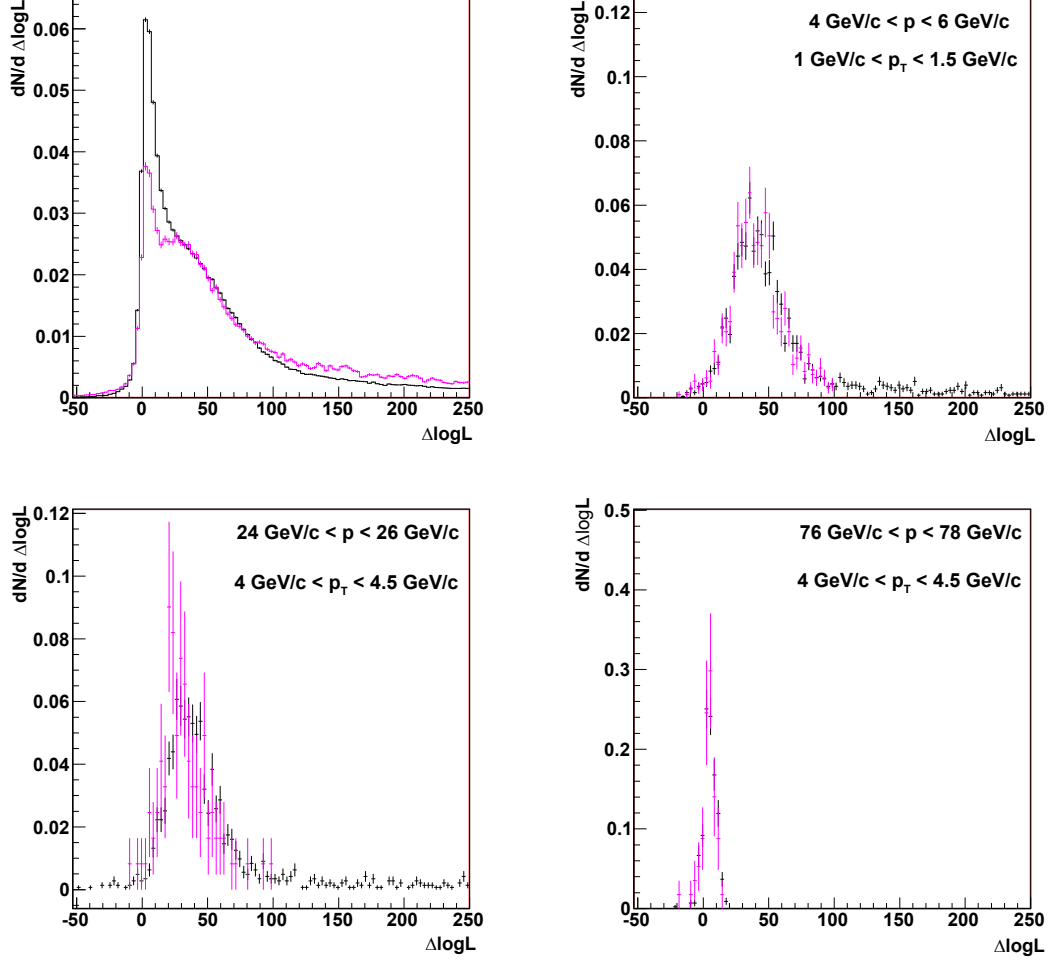 dN/d ΔlogL
0.06
0.05
0.04
0.03
0.02
0.01
0
-50 0 50 100 150 200 250
ΔlogL
dN/d ΔlogL
4 GeV/c < p < 6 GeV/c
1 GeV/c < pT < 1.5 GeV/c
0.12
0.1
0.08
0.06
0.04
0.02
0
-50 0 50 100 150 200 250
ΔlogL
dN/d ΔlogL
24 GeV/c < p < 26 GeV/c
4 GeV/c < pT < 4.5 GeV/c
0.12
0.1
0.08
0.06
0.04
0.02
0
-50 0 50 100 150 200 250
ΔlogL
dN/d ΔlogL
76 GeV/c < p < 78 GeV/c
4 GeV/c < pT < 4.5 GeV/c
0.5
0.4
0.3
0.2
0.1
0
-50 0 50 100 150 200 250
ΔlogL